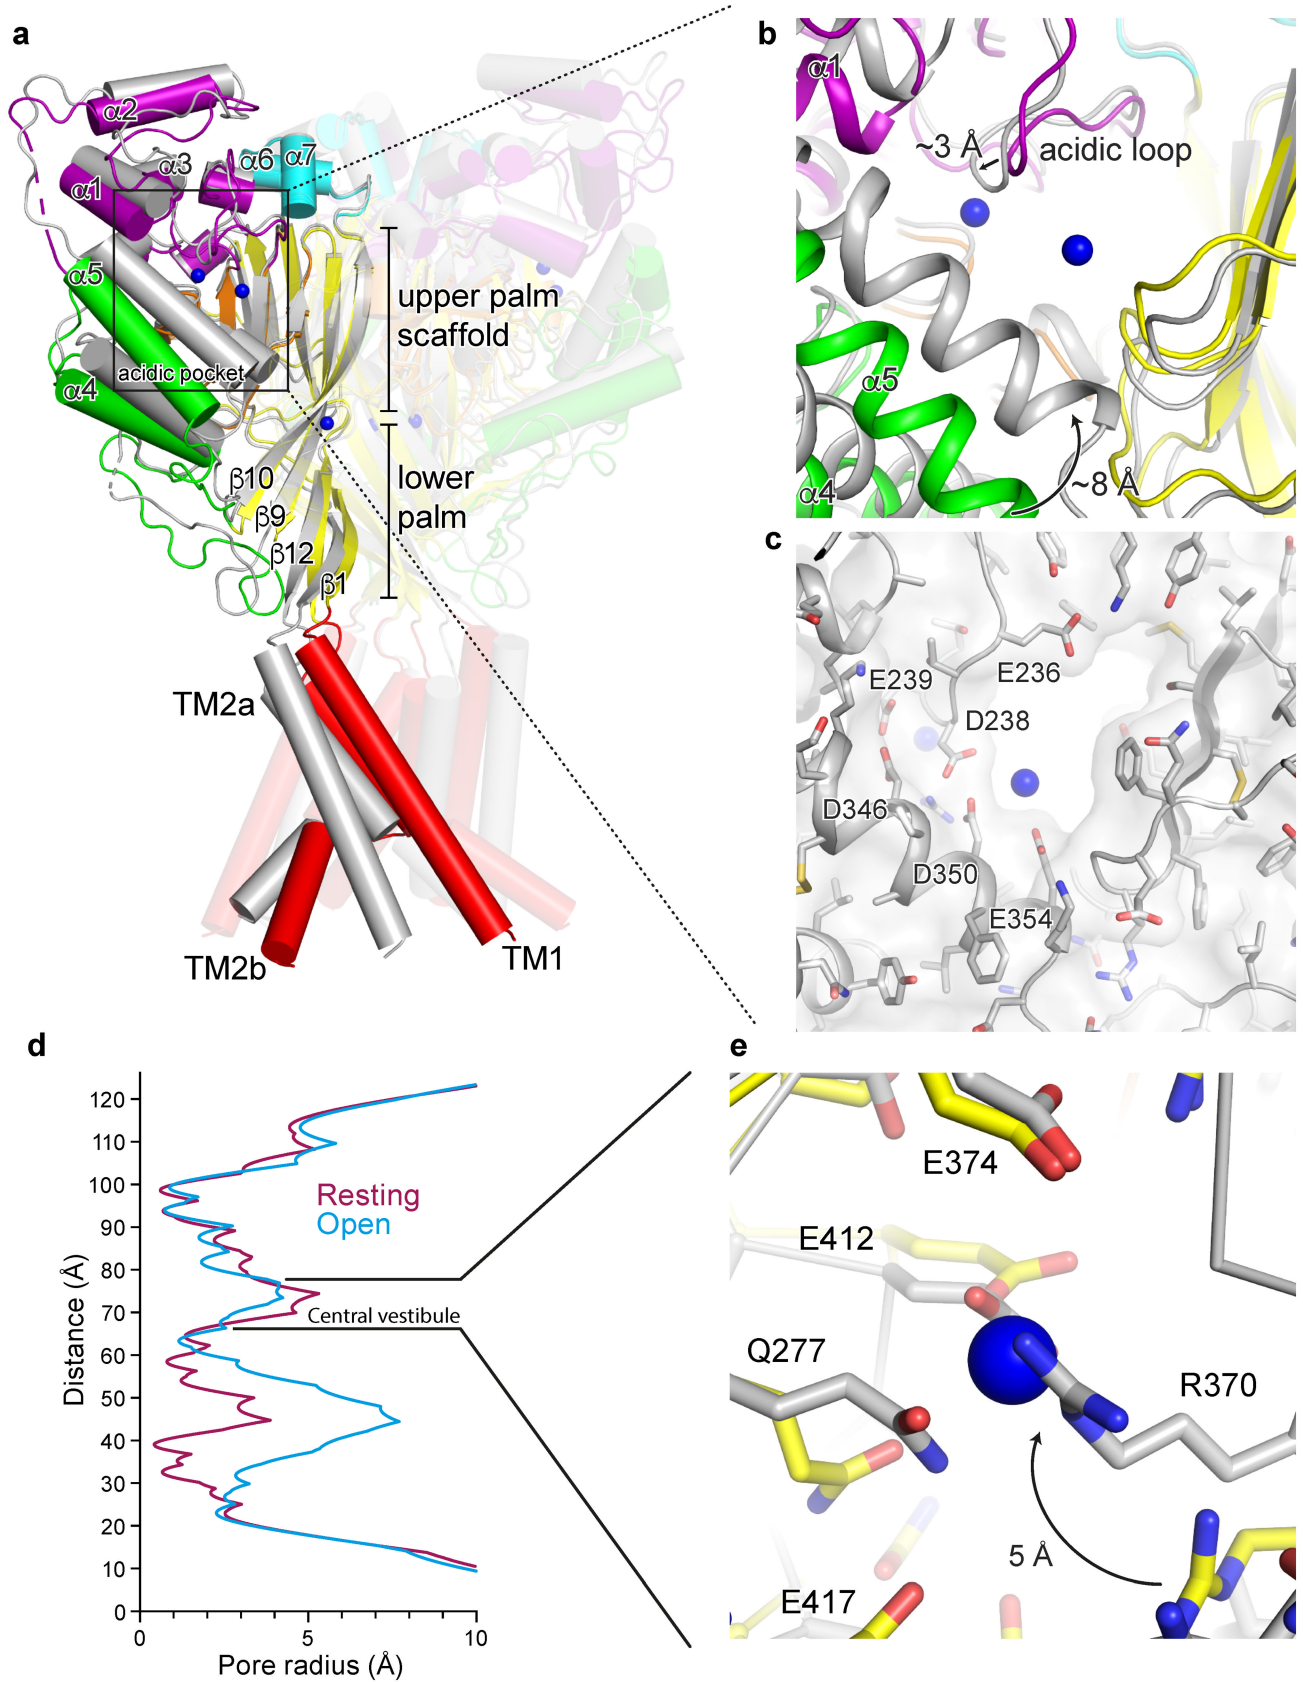 a
α2
α3
α6
α7
α1
α5
acidic pocket
α4
upper palm
scaffold
lower
palm
β10
β9
β12
β1
TM2a
TM2b
TM1
b
α1
~3 Å
acidic loop
α5
α4
~8 Å
c
E239
E236
D238
D346
D350
E354
d
Distance (Å)
120
110
100
90
80
70
60
50
40
30
20
10
0
Resting
Open
Central vestibule
0
5
10
Pore radius (Å)
e
E374
E412
Q277
R370
5 Å
E417